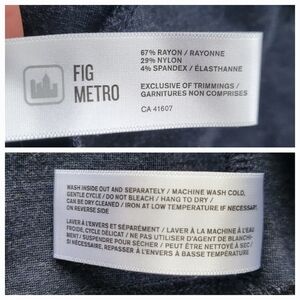 FIG
METRO
67% RAYON / RAYONNE
29% NYLON
4% SPANDEX / ÉLASTHANNE
EXCLUSIVE OF TRIMMINGS /
GARNITURES NON COMPRISES
CA 41607
WASH INSIDE OUT AND SEPARATELY / MACHINE WASH COLD,
GENTLE CYCLE / DO NOT BLEACH / HANG TO DRY /
CAN BE DRY CLEANED / IRON AT LOW TEMPERATURE IF NECESSARY.
ON REVERSE SIDE
LAVER À L'ENVERS ET SÉPARÉMENT / LAVER À LA MACHINE À L'EAU
FROIDE, CYCLE DÉLICAT / NE PAS UTILISER D'AGENT DE BLANCHI-
MENT / SUSPENDRE POUR SÉCHER / PEUT ÊTRE NETTOYÉ À SEC / SI
NÉCESSAIRE, REPASSER À L'ENVERS À BASSE TEMPÉRATURE